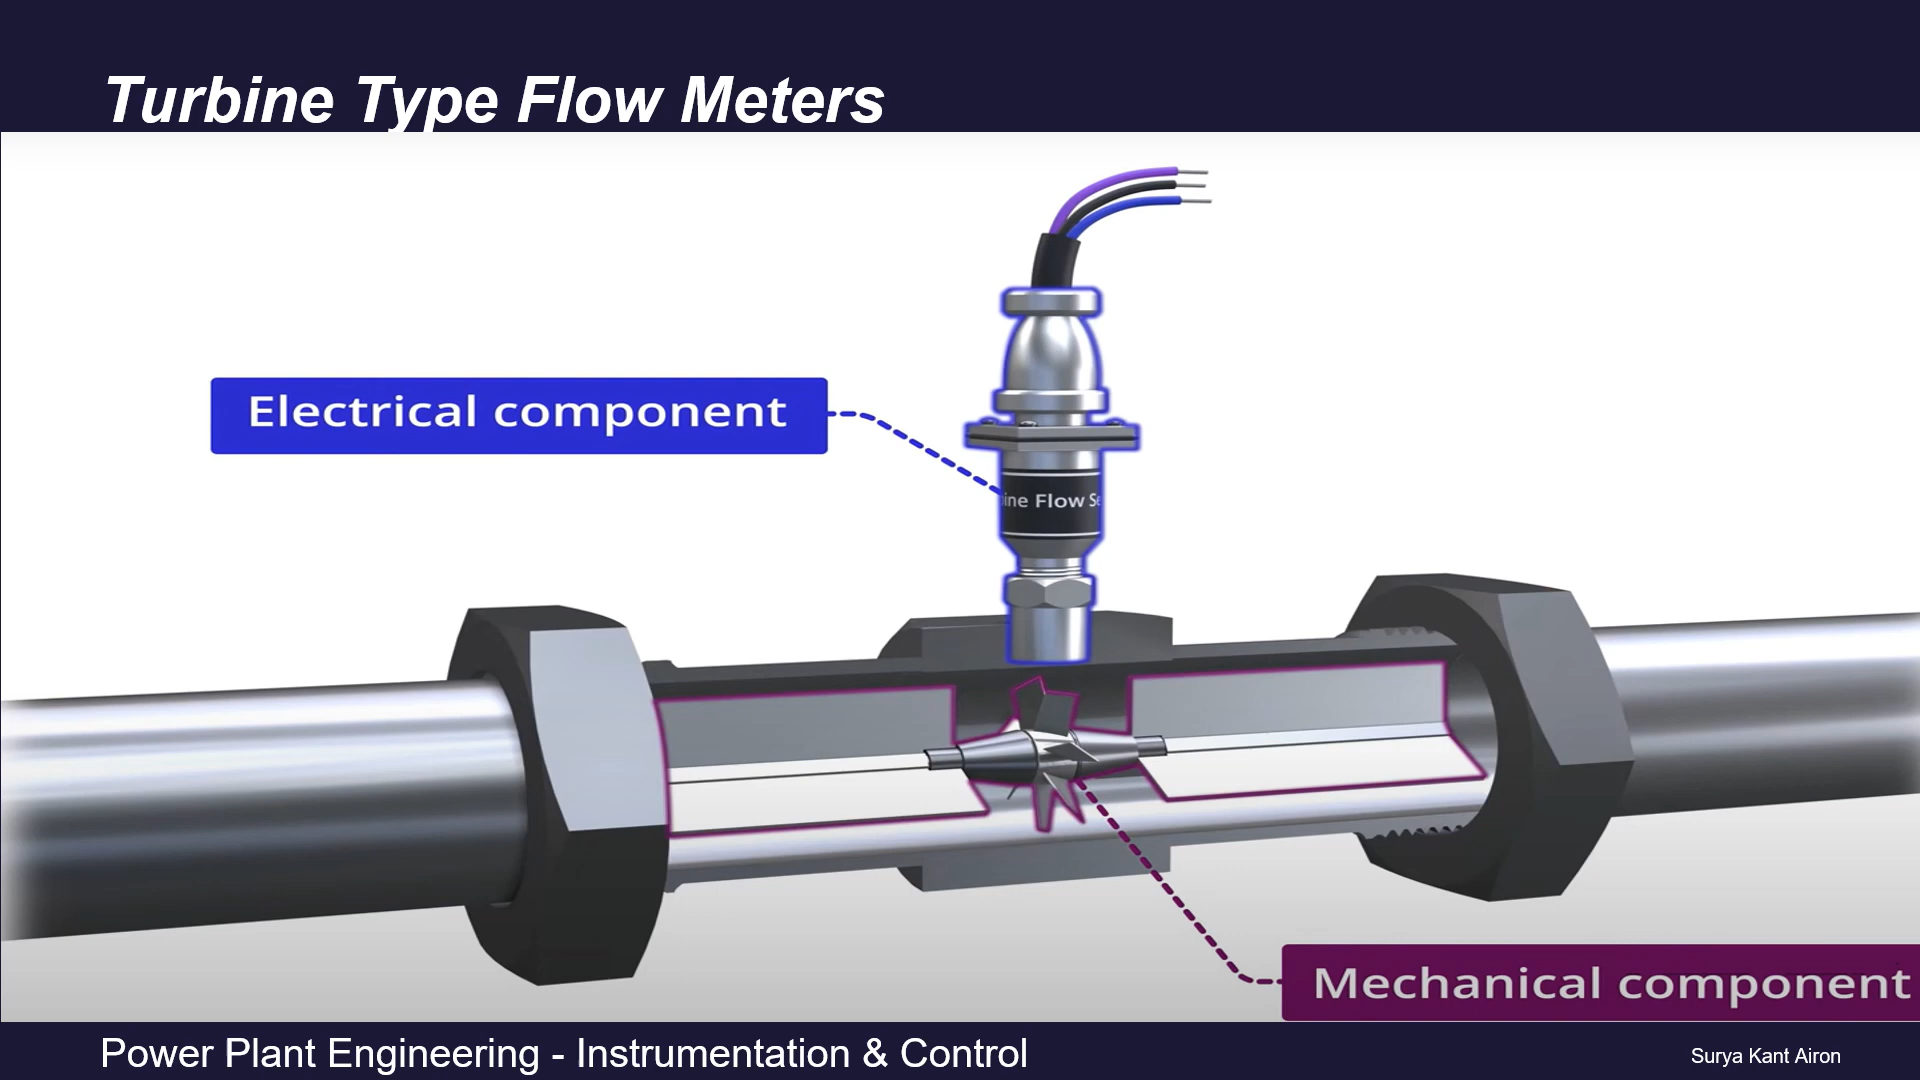 Turbine Type Flow Meters
Electrical component
ine Flow Se
Mechanical component
Power Plant Engineering - Instrumentation & Control
Surya Kant Airon